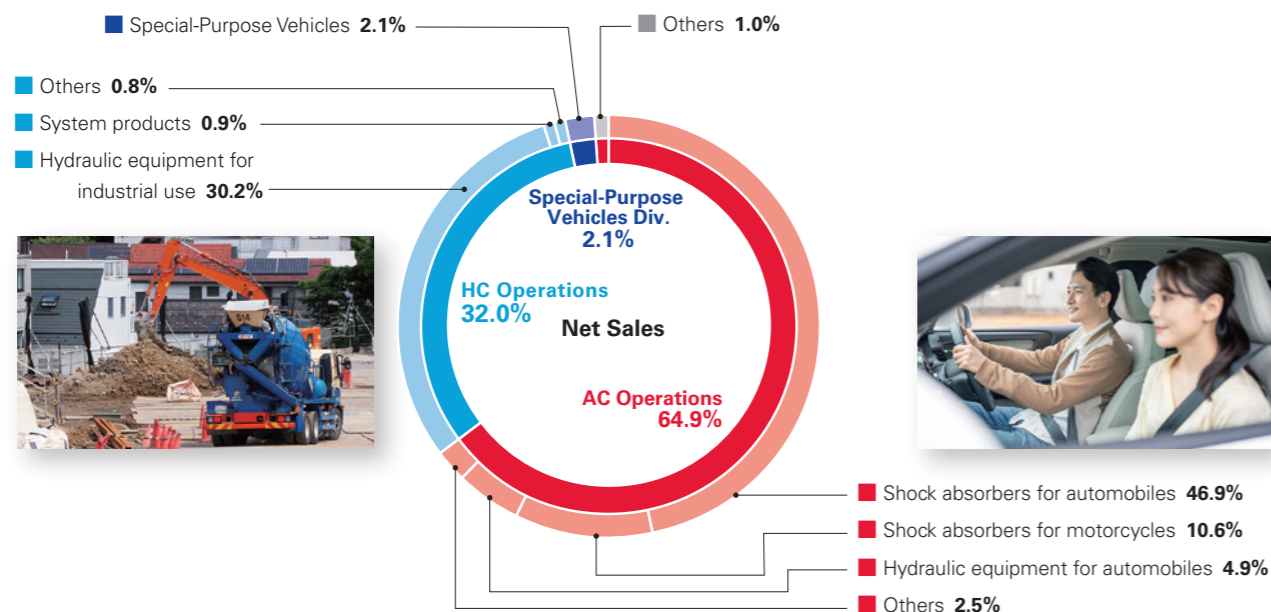 Special-Purpose Vehicles 2.1%
Others 1.0%
Others 0.8%
System products 0.9%
Hydraulic equipment for
industrial use 30.2%
Special-Purpose
Vehicles Div.
2.1%
HC Operations
32.0%
Net Sales
AC Operations
64.9%
514
Shock absorbers for automobiles 46.9%
Shock absorbers for motorcycles 10.6%
Hydraulic equipment for automobiles 4.9%
Others 2.5%